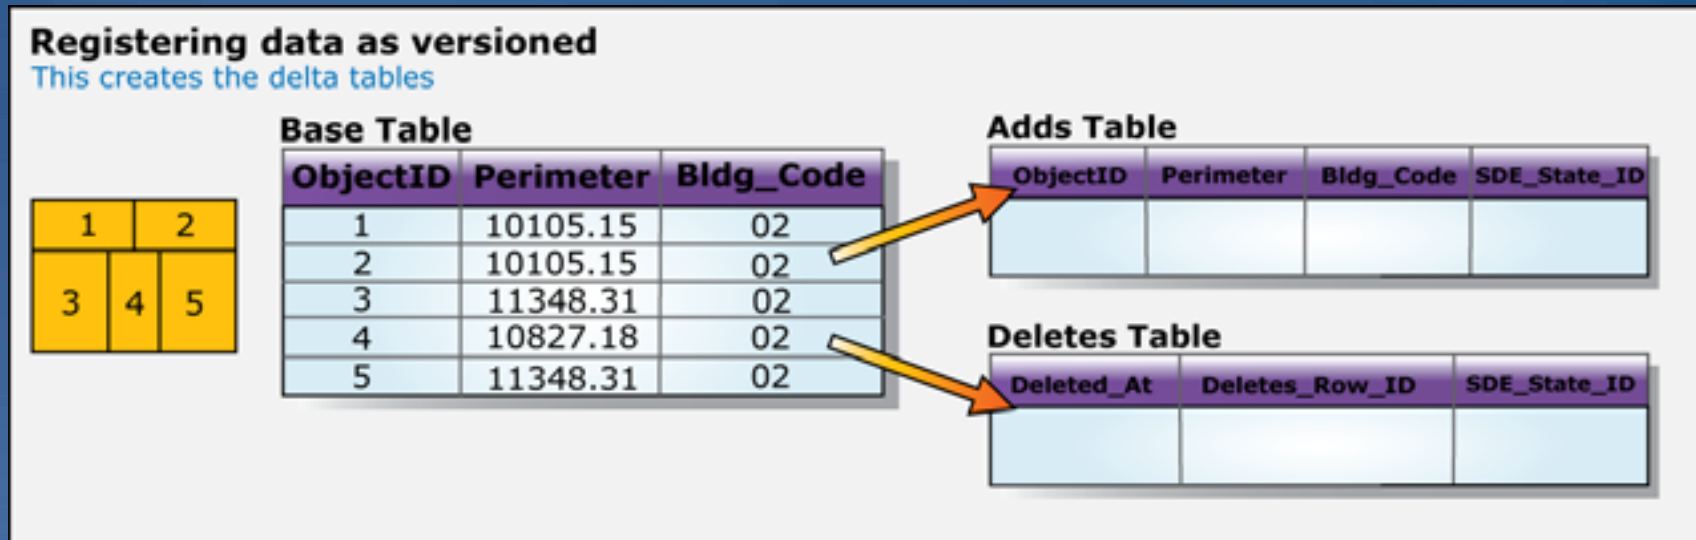 Registering data as versioned
This creates the delta tables
1 2
3 4 5
Base Table
ObjectID Perimeter Bldg_Code
1 10105.15 02
2 10105.15 02
3 11348.31 02
4 10827.18 02
5 11348.31 02
Adds Table
ObjectID Perimeter Bldg_Code SDE_State_ID
Deletes Table
Deleted_At Deletes_Row_ID SDE_State_ID